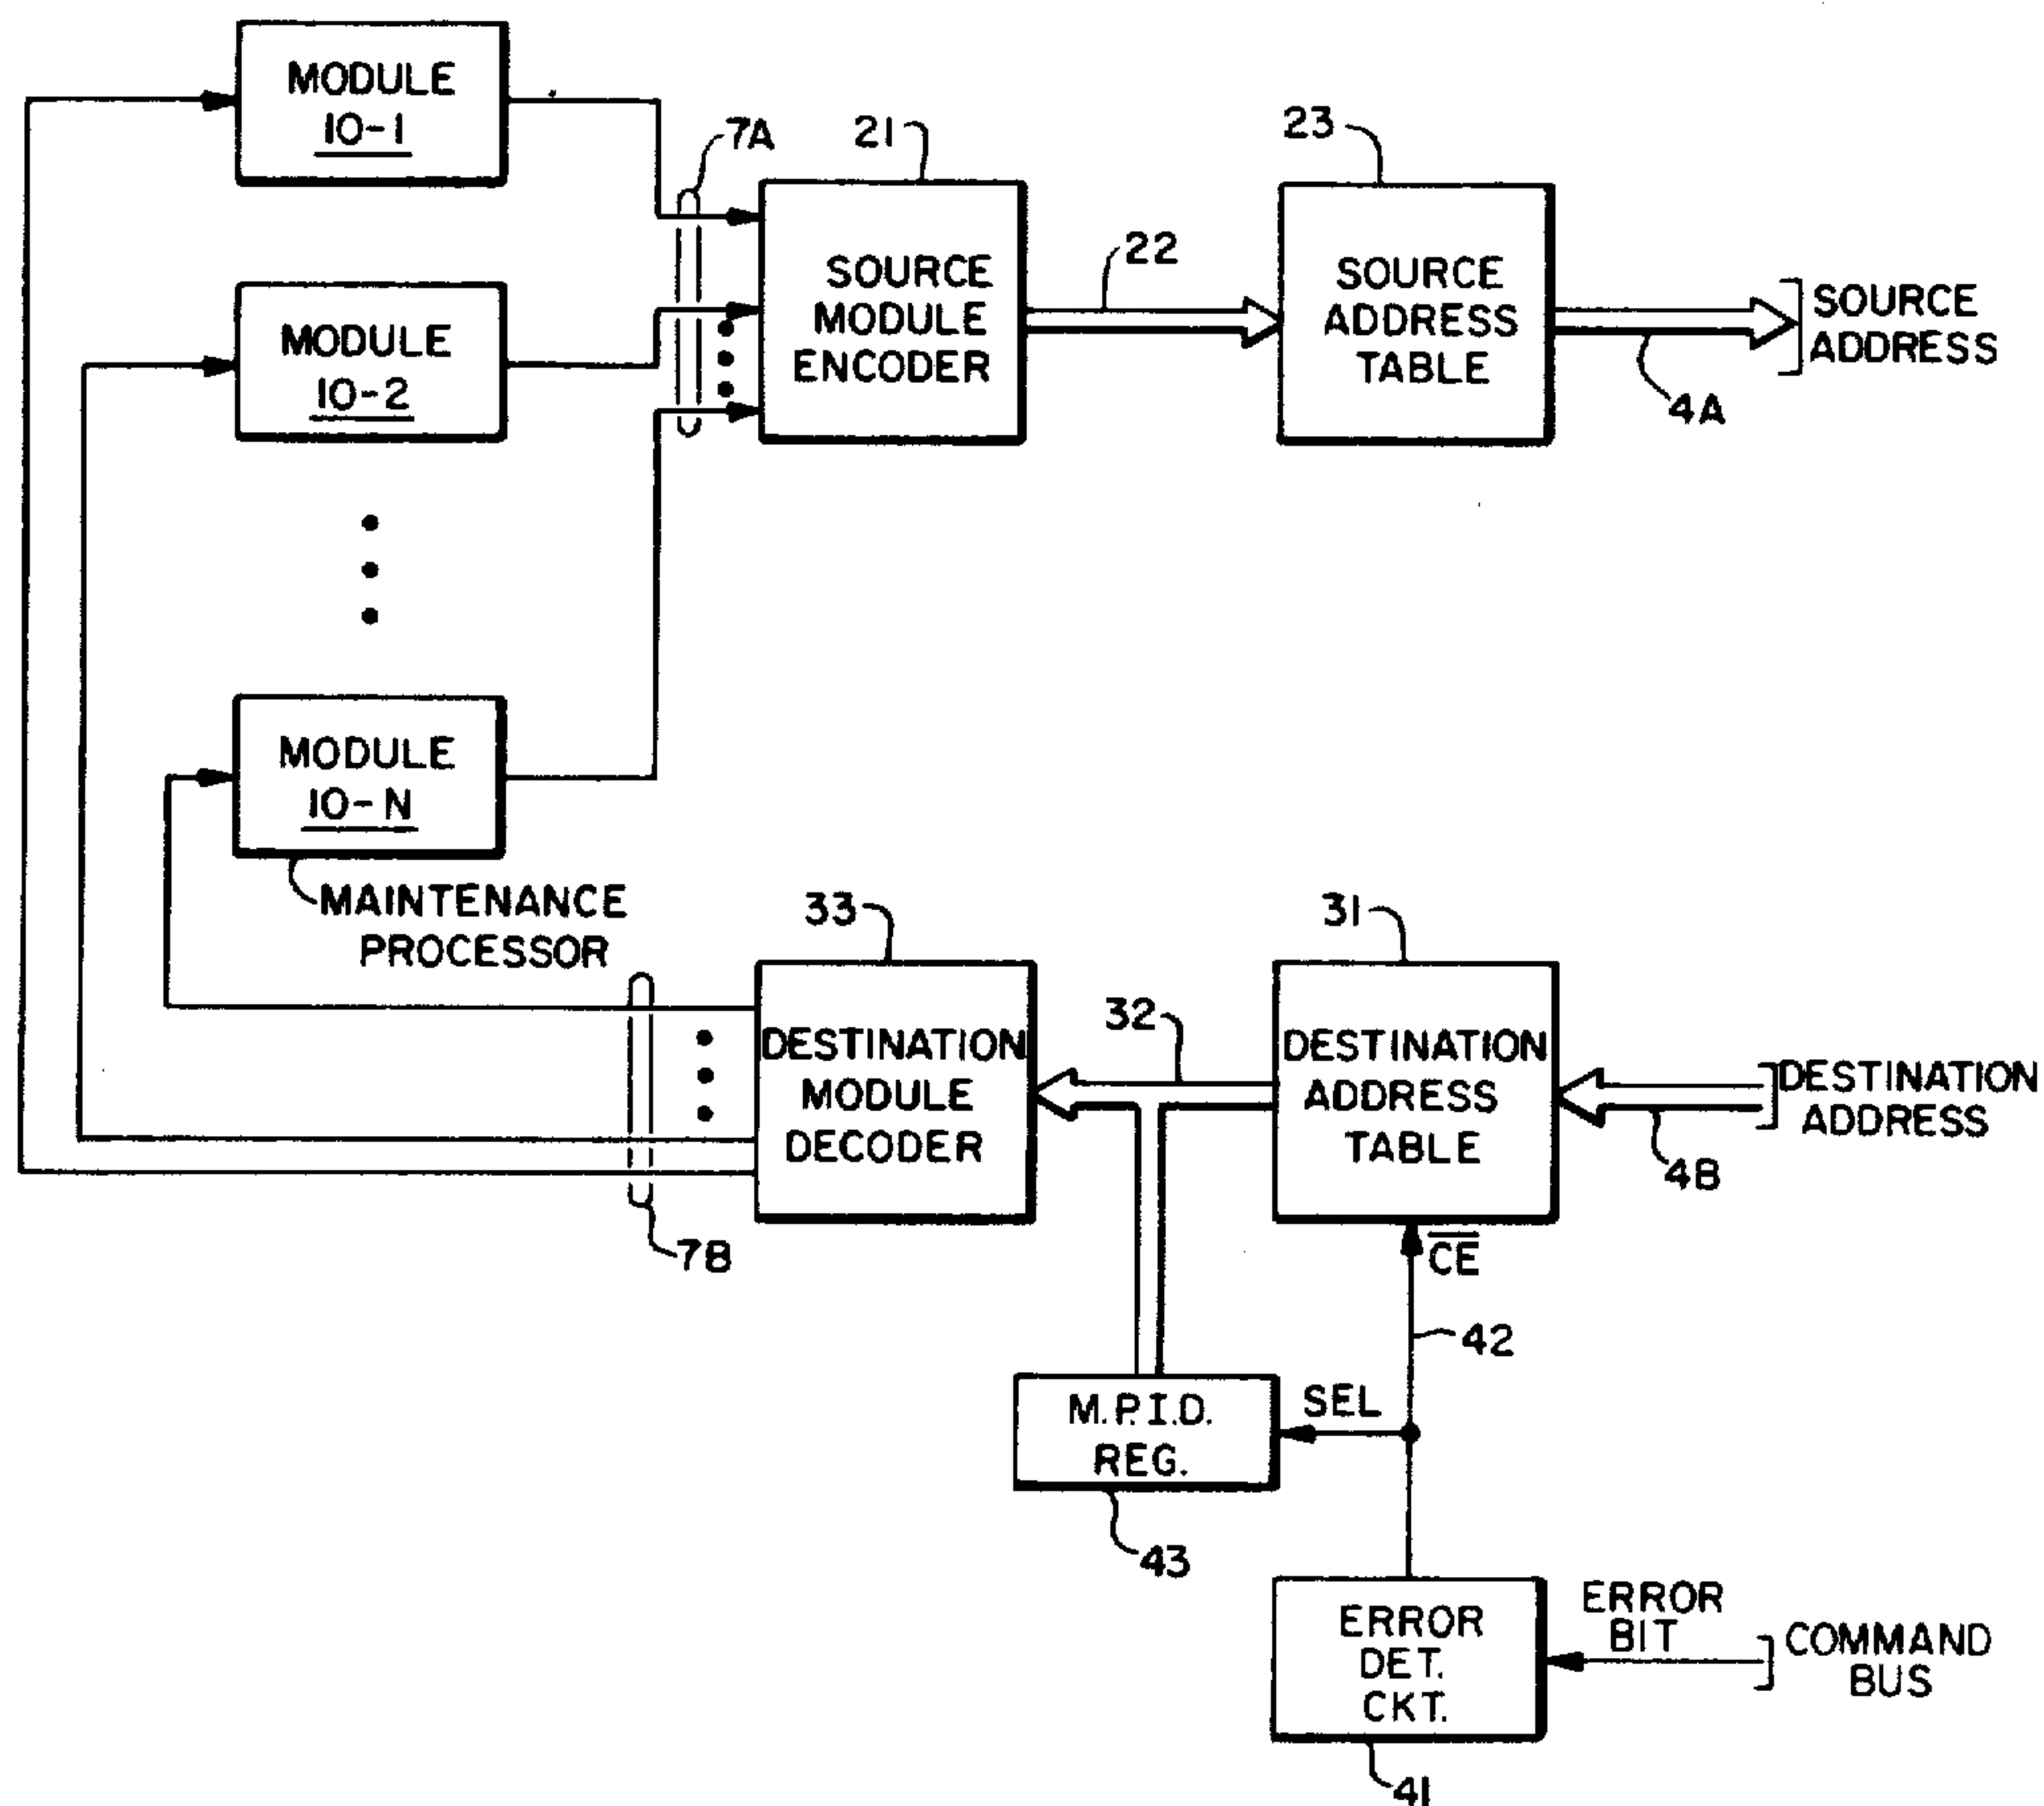 MODULE
10-1
7A
21
23
22
SOURCE
MODULE
ENCODER
SOURCE
ADDRESS
TABLE
SOURCE
ADDRESS
4A
MODULE
10-2
MODULE
10-N
MAINTENANCE
PROCESSOR
33
31
32
DESTINATION
MODULE
DECODER
DESTINATION
ADDRESS
TABLE
DESTINATION
ADDRESS
4B
7B
CE
42
SEL
M.P.I.D.
REG.
43
ERROR
DET.
CKT.
ERROR
BIT
COMMAND
BUS
41